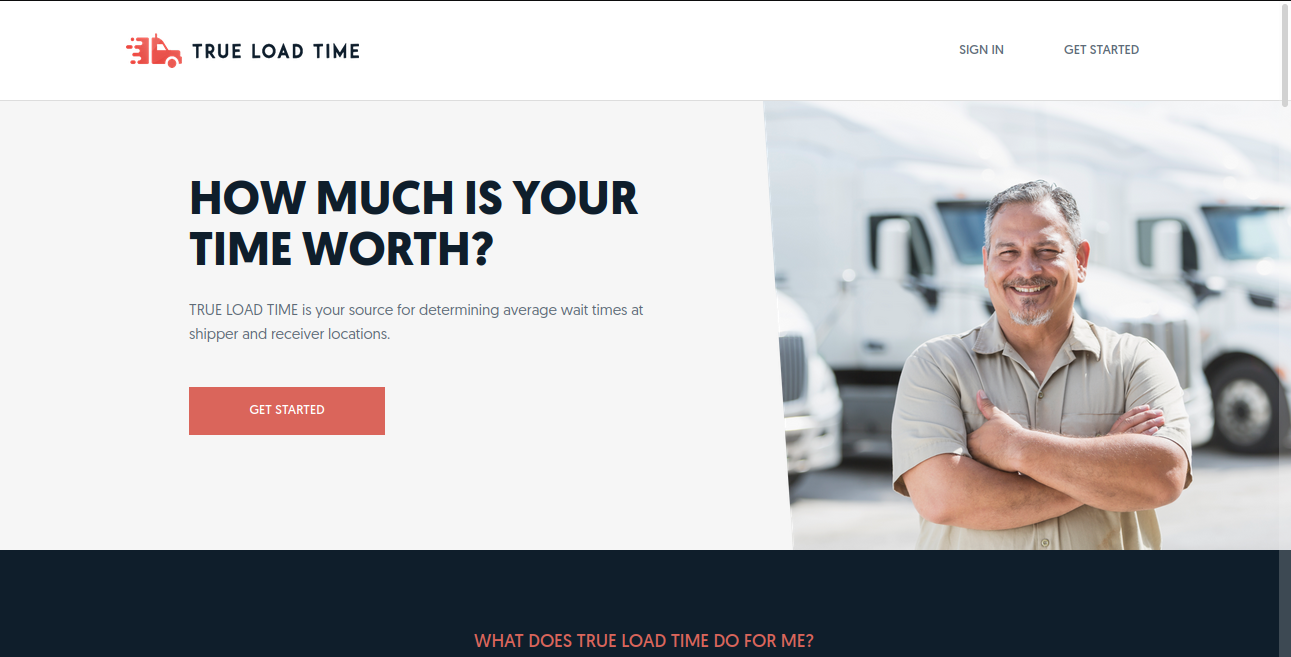 TRUE LOAD TIME
SIGN IN
GET STARTED
HOW MUCH IS YOUR
TIME WORTH?
TRUE LOAD TIME is your source for determining average wait times at
shipper and receiver locations.
GET STARTED
WHAT DOES TRUE LOAD TIME DO FOR ME?